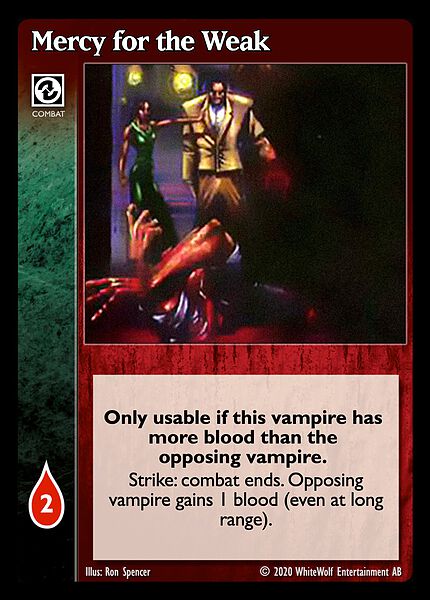 Mercy for the Weak
COMBAT
Only usable if this vampire has
more blood than the
opposing vampire.
Strike: combat ends. Opposing
vampire gains 1 blood (even at long
range).
2
Illus: Ron Spencer
© 2020 WhiteWolf Entertainment AB